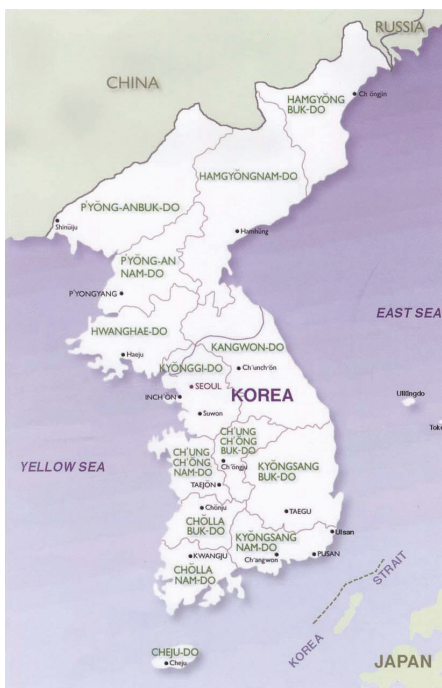 RUSSIA
CHINA
HAMGYŎNG
BUK-DO
Ch ŏngjin
HAMGYŎNGNAM-DO
P'YŎNG-ANBUK-DO
Shinŭiju
Hamhŭng
P'YŎNG-AN
NAM-DO
P'YONGYANG
EAST SEA
HWANGHAE-DO
KANGWON-DO
Haeju
KYŎNGGI-DO
Ch'unch'ŏn
SEOUL
KOREA
INCH'ŎN
Ullŭngdo
Suwon
CH'UNG
CH'ŎNG
BUK-DO
CH'UNG
CH'ŎNG
NAM-DO
Ch'ŏngju
YELLOW SEA
KYŎNGSANG
BUK-DO
TAEJŎN
Chŏnju
TAEGU
CHŎLLA
BUK-DO
KYŎNGSANG
NAM-DO
Ulsan
KWANGJU
Ch'angwon
PUSAN
CHŎLLA
NAM-DO
KOREA STRAIT
CHEJU-DO
Cheju
JAPAN